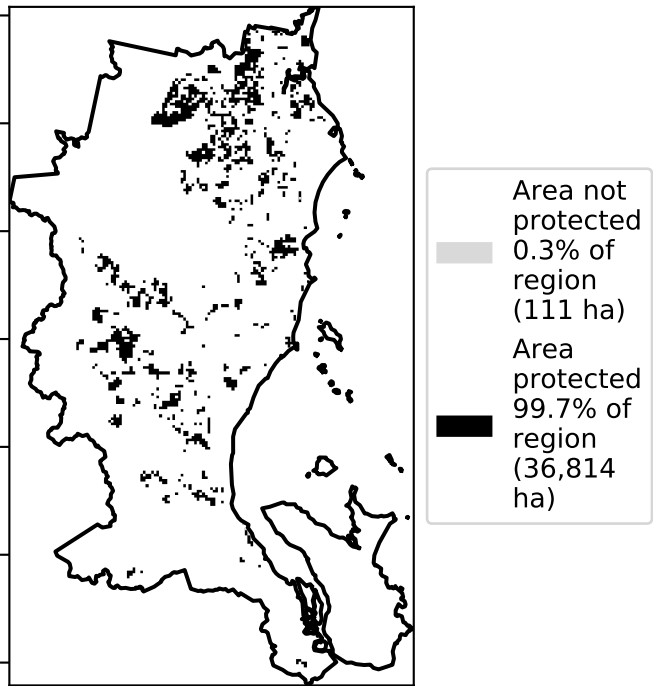 Area not
protected
0.3% of
region
(111 ha)
Area
protected
99.7% of
region
(36,814
ha)